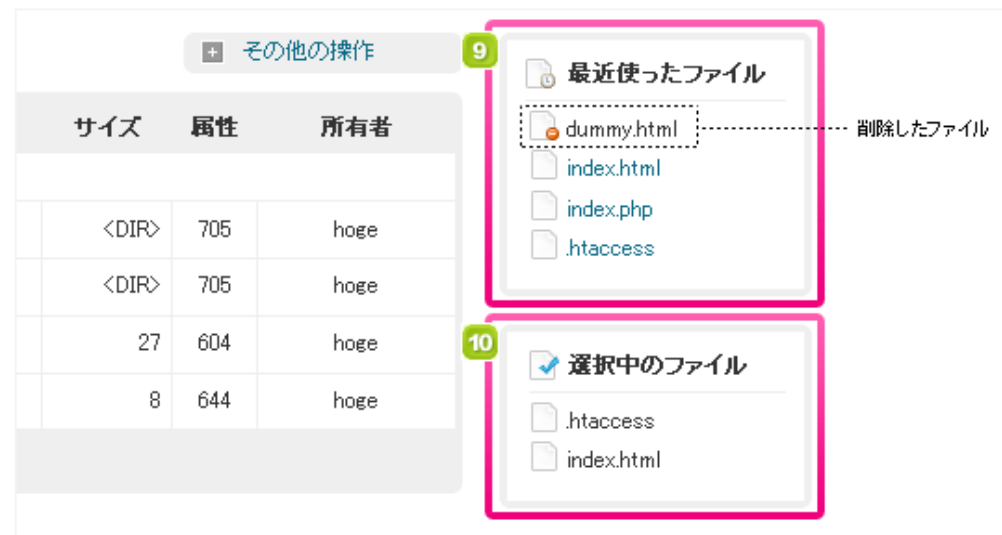 その他の操作
サイズ 属性 所有者
<DIR> 705 hoge
<DIR> 705 hoge
27 604 hoge
8 644 hoge
9
最近使ったファイル
dummy.html
削除したファイル
index.html
index.php
.htaccess
10
選択中のファイル
.htaccess
index.html